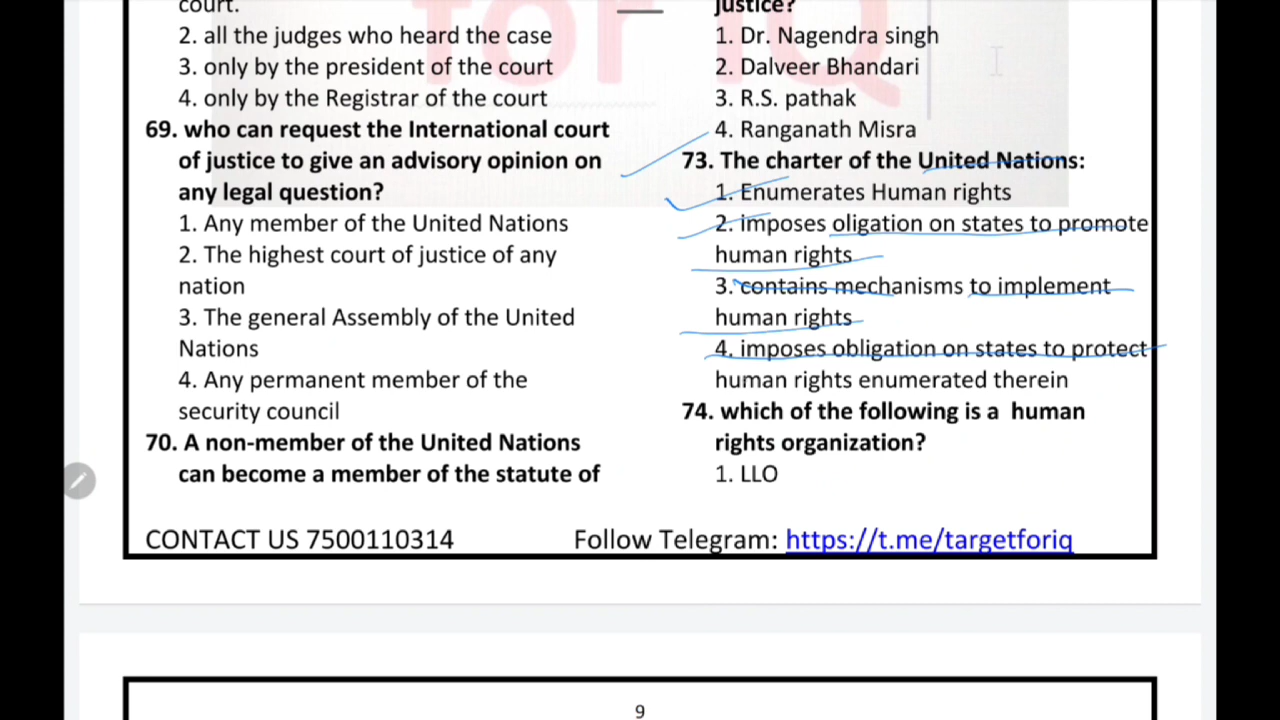 court.
2. all the judges who heard the case
3. only by the president of the court
4. only by the Registrar of the court
69. who can request the International court
of justice to give an advisory opinion on
any legal question?
1. Any member of the United Nations
2. The highest court of justice of any
nation
3. The general Assembly of the United
Nations
4. Any permanent member of the
security council
70. A non-member of the United Nations
can become a member of the statute of
justice?
1. Dr. Nagendra singh
2. Dalveer Bhandari
3. R.S. pathak
4. Ranganath Misra
73. The charter of the United Nations:
1. Enumerates Human rights
2. imposes oligation on states to promote
human rights
3. contains mechanisms to implement
human rights
4. imposes obligation on states to protect
human rights enumerated therein
74. which of the following is a human
rights organization?
1. LLO
CONTACT US 7500110314 Follow Telegram: https://t.me/targetforiq
9
for IQ